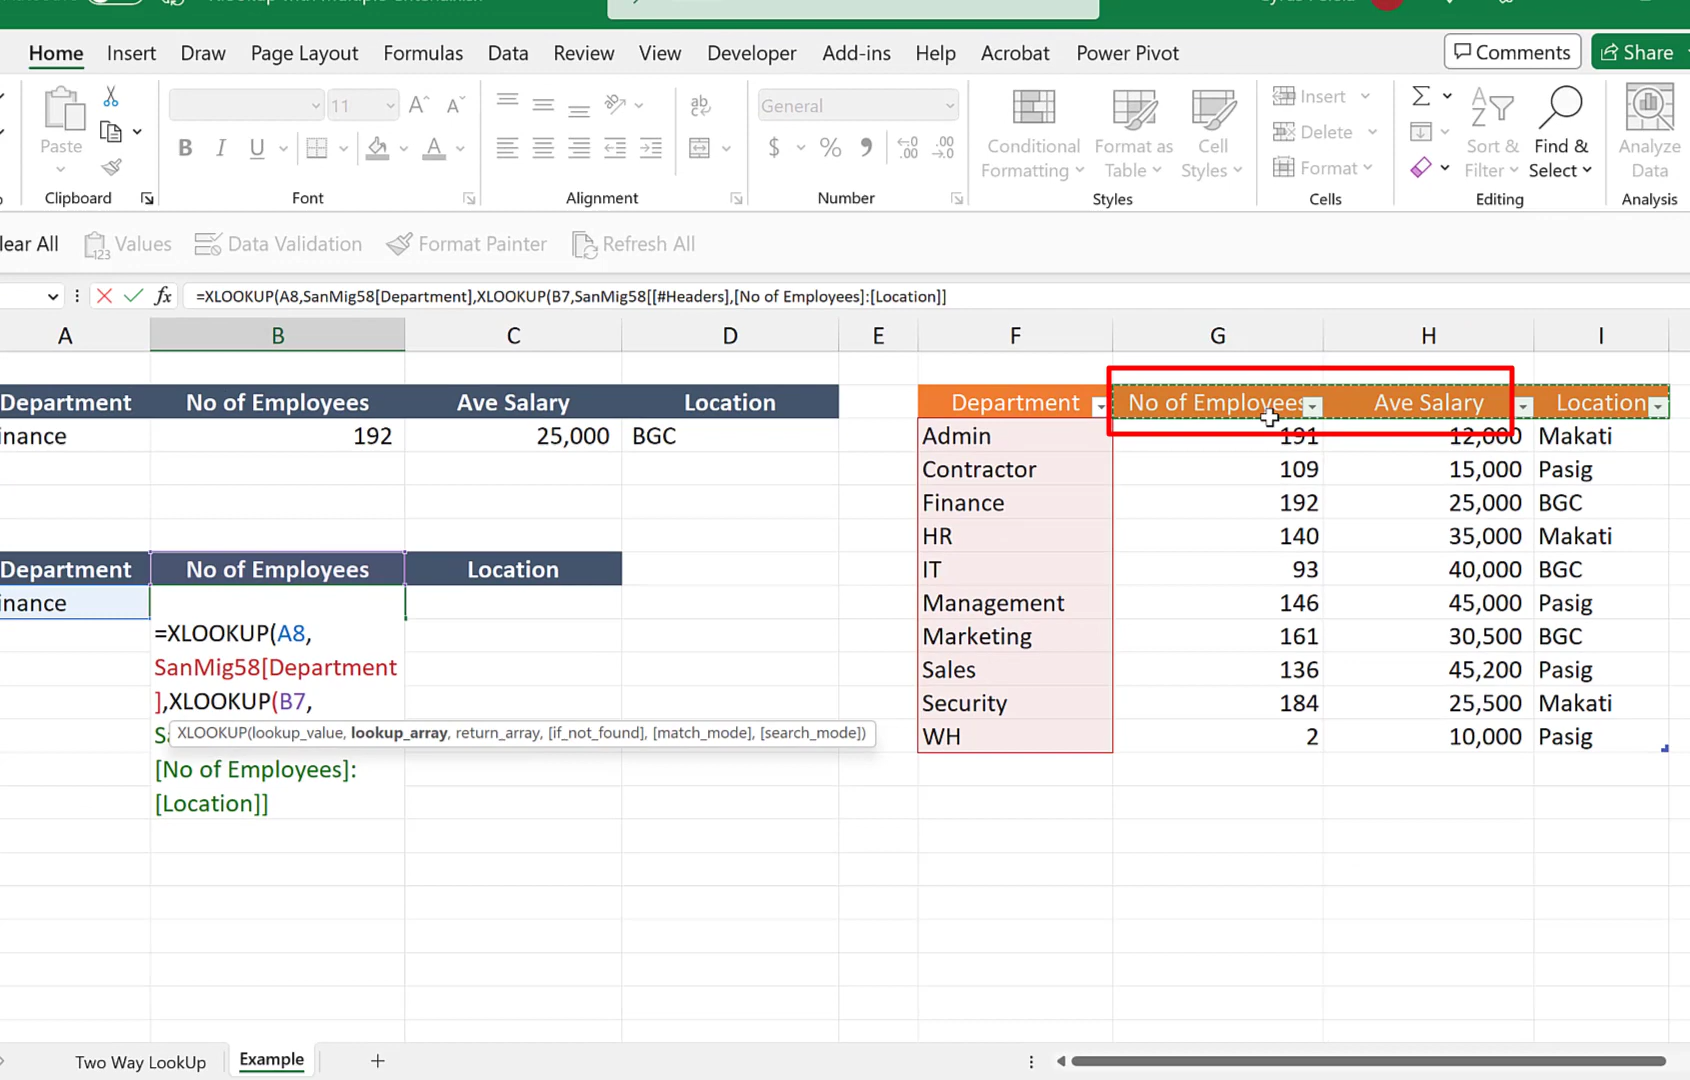 Home Insert Draw Page Layout Formulas Data Review View Developer Add-ins Help Acrobat Power Pivot Comments Share
11
General
Insert
Paste
B I U
$ % 9
Conditional Formatting
Format as Table
Cell Styles
Delete
Format
Sort & Filter
Find & Select
Analyze Data
Clipboard Font Alignment Number Styles Cells Editing Analysis
lear All Values Data Validation Format Painter Refresh All
fx =XLOOKUP(A8,SanMig58[Department],XLOOKUP(B7,SanMig58[[#Headers],[No of Employees]:[Location]]
A B C D E F G H I
Department No of Employees Ave Salary Location
inance 192 25,000 BGC
Department No of Employees Location
inance
=XLOOKUP(A8,
SanMig58[Department
],XLOOKUP(B7,
XLOOKUP(lookup_value, lookup_array, return_array, [if_not_found], [match_mode], [search_mode])
[No of Employees]:
[Location]]
Department No of Employees Ave Salary Location
Admin 191 12,000 Makati
Contractor 109 15,000 Pasig
Finance 192 25,000 BGC
HR 140 35,000 Makati
IT 93 40,000 BGC
Management 146 45,000 Pasig
Marketing 161 30,500 BGC
Sales 136 45,200 Pasig
Security 184 25,500 Makati
WH 2 10,000 Pasig
Two Way LookUp Example +